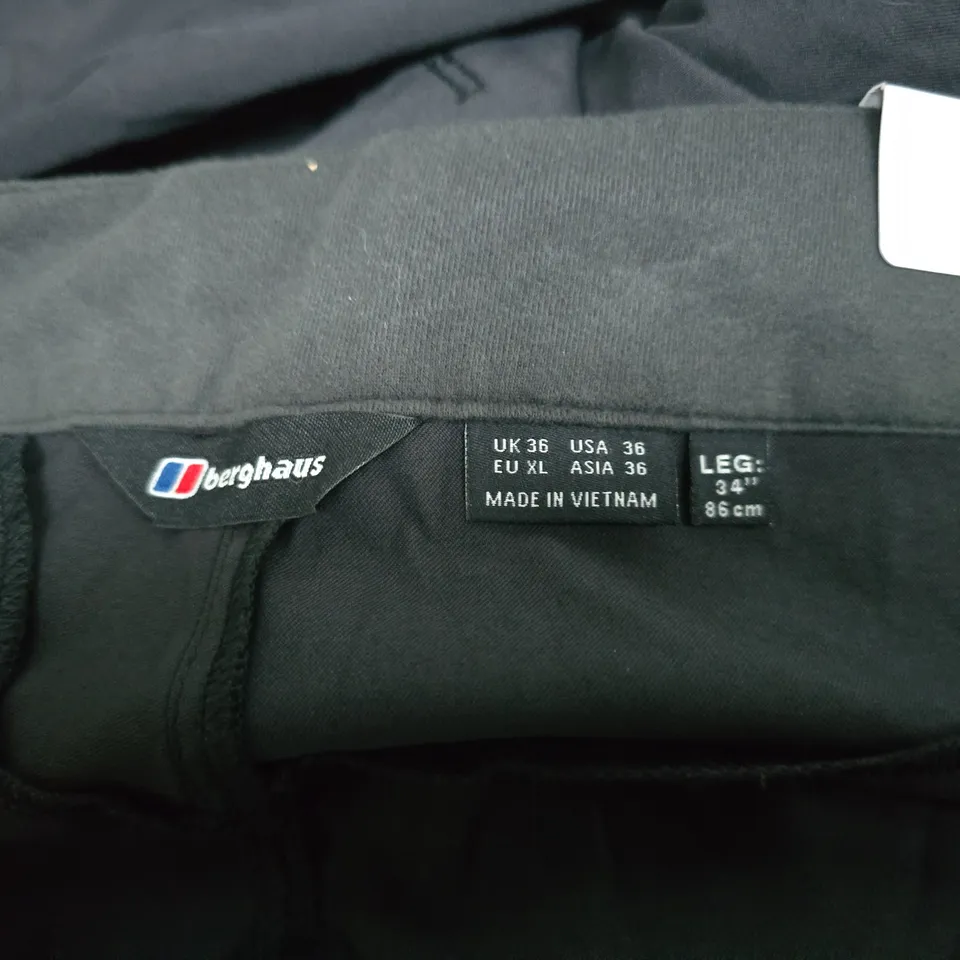 berghaus
UK 36 USA 36
EU XL ASIA 36
MADE IN VIETNAM
LEG:
34"
86cm